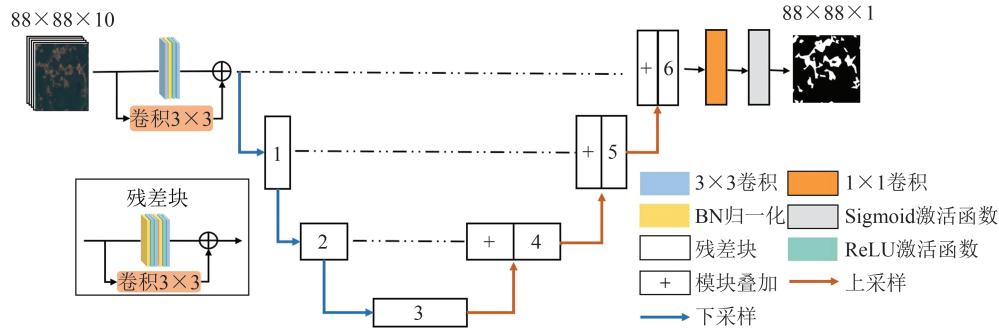 88×88×10
88×88×1
卷积3×3
+ 6
1
+ 5
残差块
卷积3×3
2
+ 4
3
3×3卷积
1×1卷积
BN归一化
Sigmoid激活函数
残差块
ReLU激活函数
+ 模块叠加
上采样
下采样